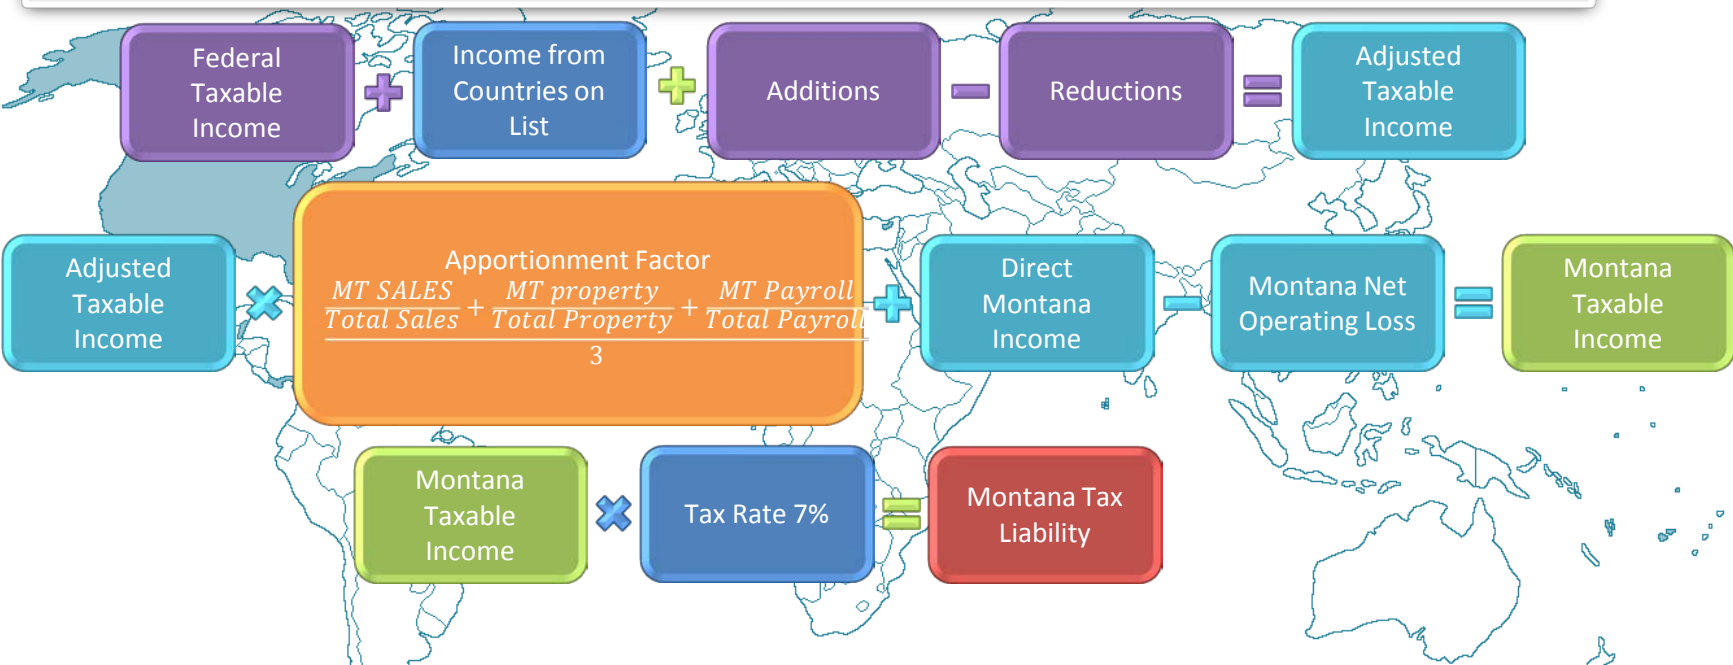 Federal
Taxable
Income
+
Income from
Countries on
List
+
Additions
−
Reductions
=
Adjusted
Taxable
Income
Adjusted
Taxable
Income
×
Apportionment Factor
MT SALES / Total Sales + MT property / Total Property + MT Payroll / Total Payroll
3
+
Direct
Montana
Income
−
Montana Net
Operating Loss
=
Montana
Taxable
Income
Montana
Taxable
Income
×
Tax Rate 7%
=
Montana Tax
Liability